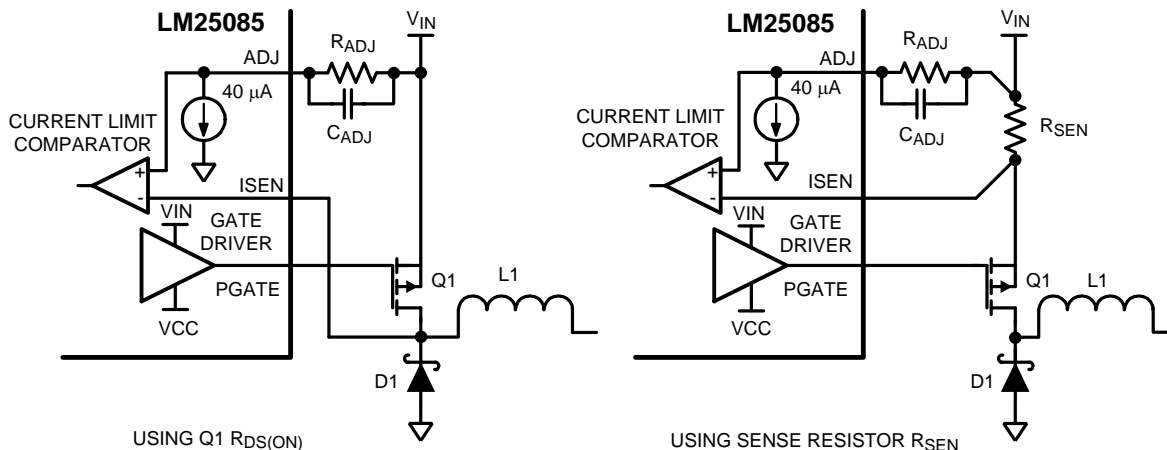 LM25085
VIN
RADJ
ADJ
40 μA
CADJ
CURRENT LIMIT
COMPARATOR
+
-
ISEN
VIN
GATE
DRIVER
PGATE
VCC
Q1
L1
D1
USING Q1 RDS(ON)
LM25085
VIN
RADJ
ADJ
40 μA
CADJ
RSEN
CURRENT LIMIT
COMPARATOR
+
-
ISEN
VIN
GATE
DRIVER
PGATE
VCC
Q1
L1
D1
USING SENSE RESISTOR RSEN